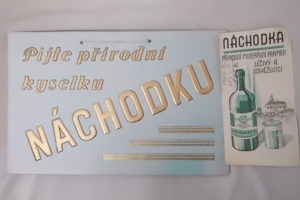 Pijte přírodní
kyselku
NÁCHODKU
NÁCHODKA
PŘÍRODNÍ MINERÁLNÍ PRAMEN
LÉČIVÝ A
OSVĚŽUJÍCÍ